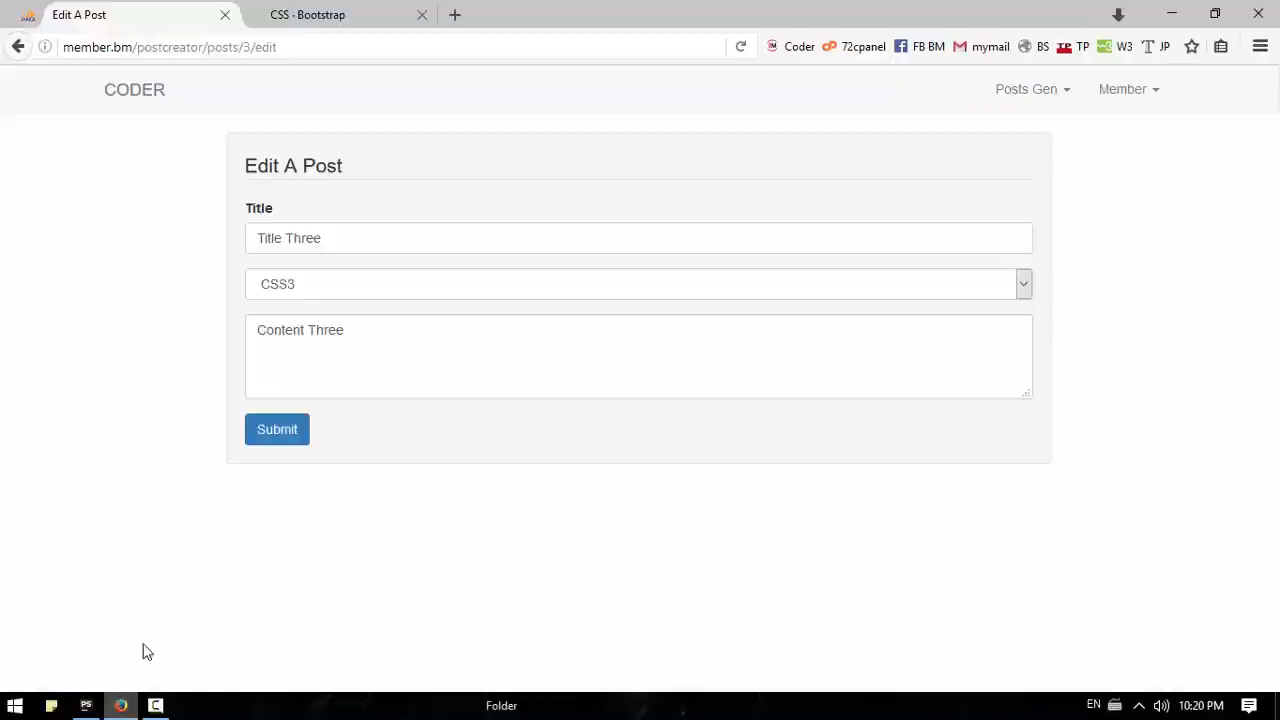 Edit A Post
CSS · Bootstrap
member.bm/postcreator/posts/3/edit
Coder
72cpanel
FB BM
mymail
BS
TP
W3
JP
CODER
Posts Gen
Member
Edit A Post
Title
Title Three
CSS3
Content Three
Submit
PS
Folder
EN
10:20 PM